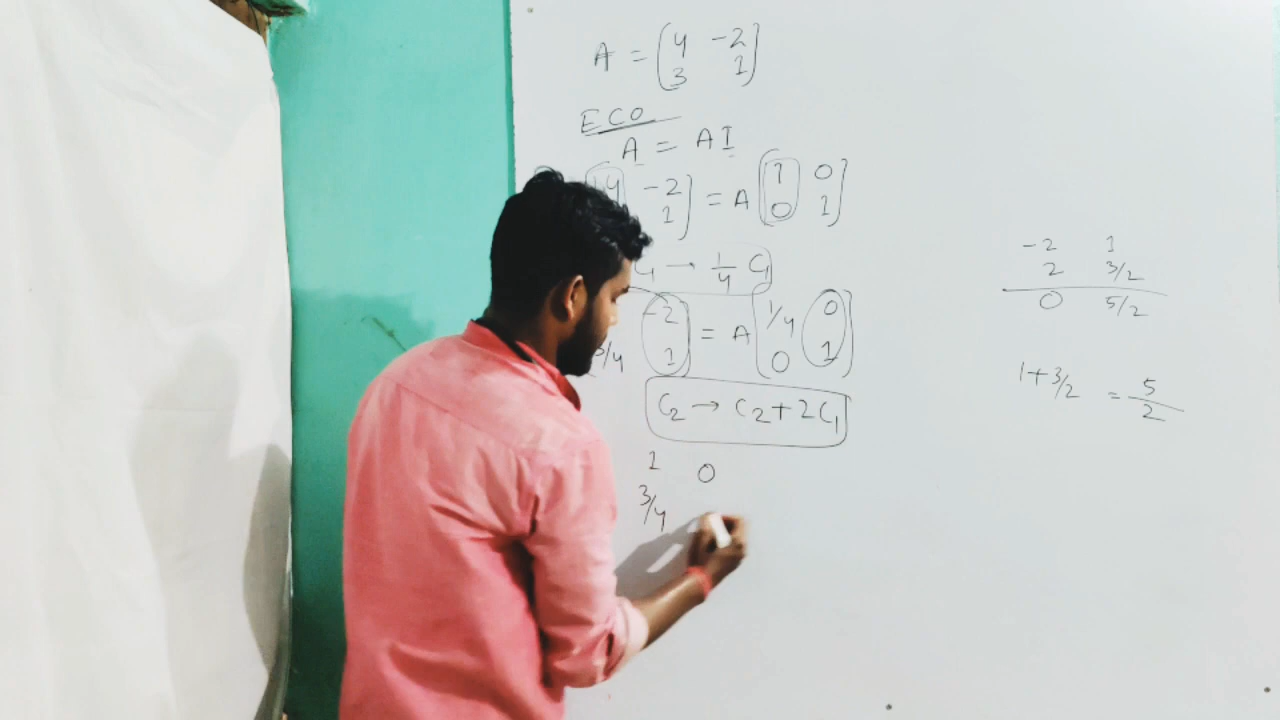 A = ( 4 -2
3 1 )
ECO
A = AI
4 -2 = A ( 1 0
1 0 1 )
C1 → 1/4 C1
-2 = A 1/4 0
3/4 1 0 1
C2 → C2 + 2C1
1 0
3/4
-2 1
2 3/2
0 5/2
1 + 3/2 = 5/2